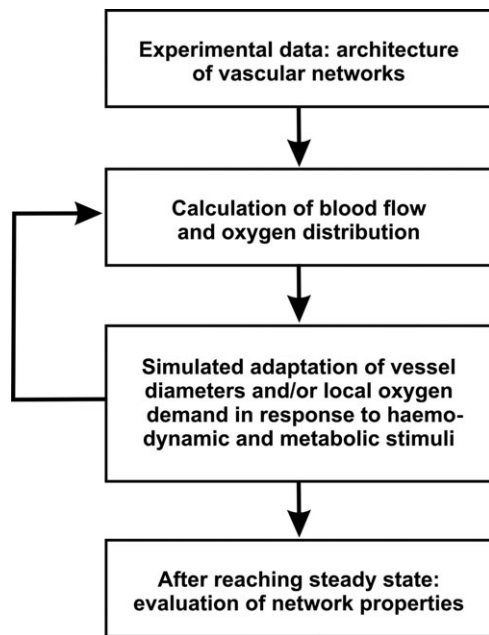 Experimental data: architecture
of vascular networks
Calculation of blood flow
and oxygen distribution
Simulated adaptation of vessel
diameters and/or local oxygen
demand in response to haemo-
dynamic and metabolic stimuli
After reaching steady state:
evaluation of network properties